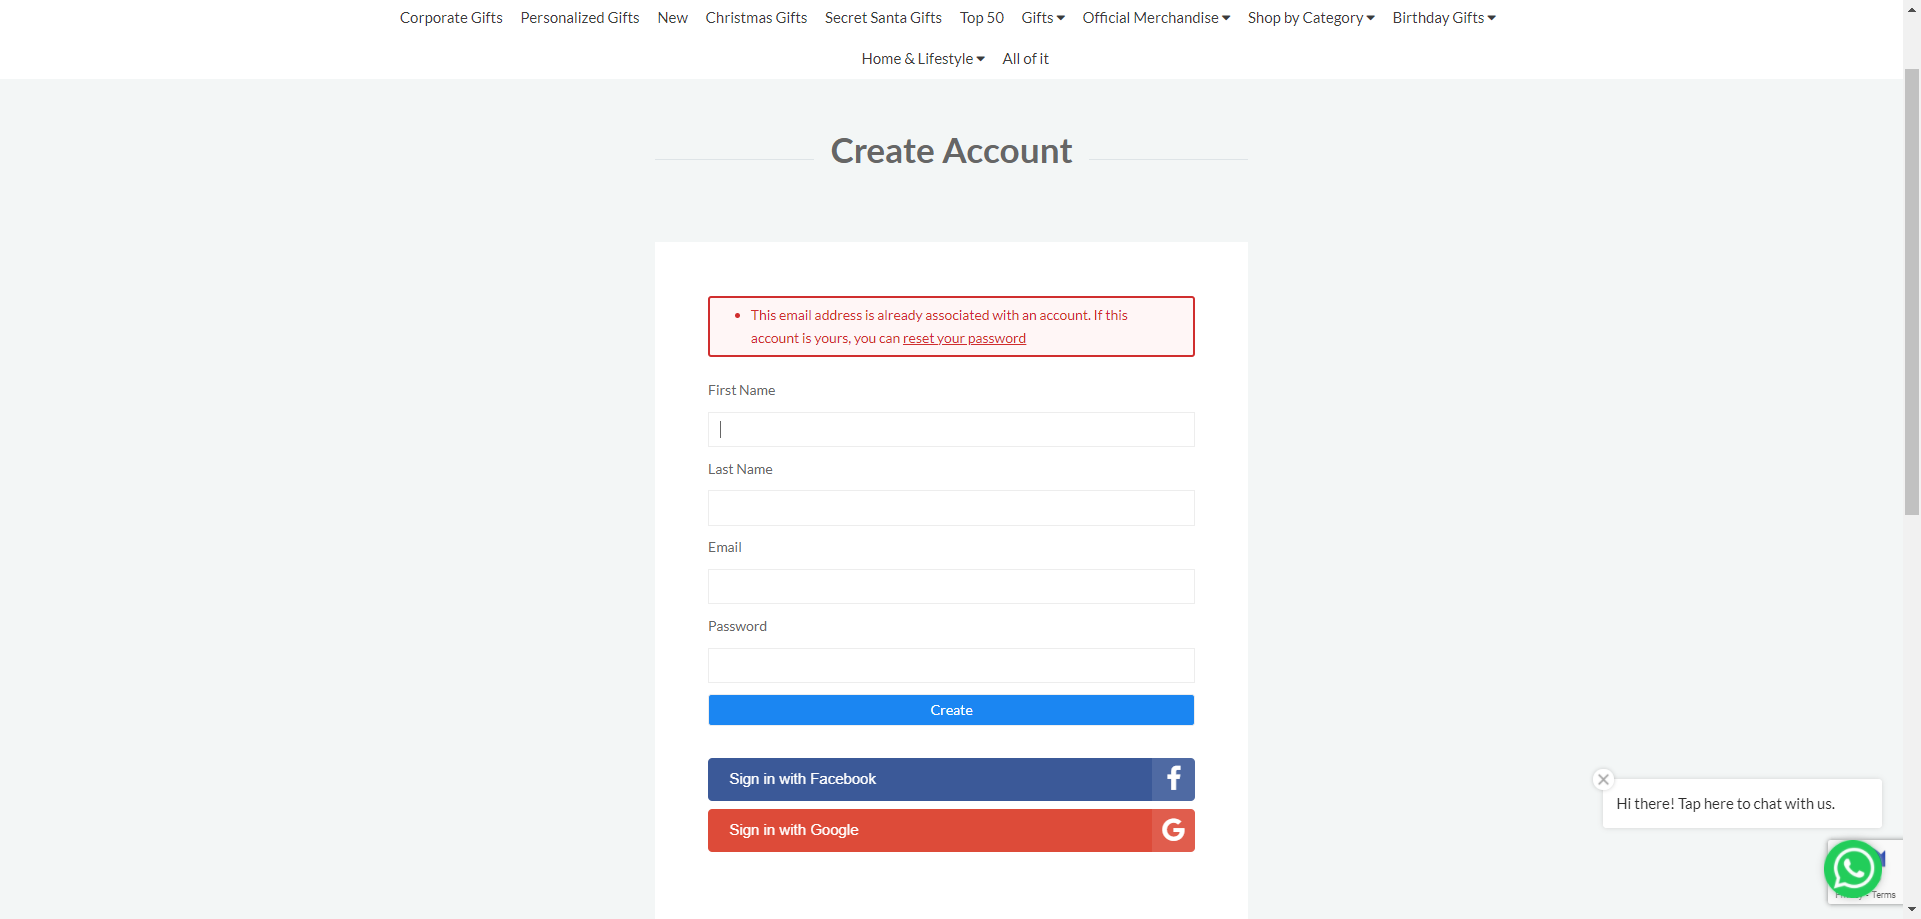 Corporate Gifts Personalized Gifts New Christmas Gifts Secret Santa Gifts Top 50 Gifts Official Merchandise Shop by Category Birthday Gifts
Home & Lifestyle All of it
Create Account
This email address is already associated with an account. If this
account is yours, you can reset your password
First Name
Last Name
Email
Password
Create
Sign in with Facebook
Sign in with Google
Hi there! Tap here to chat with us.
- Terms